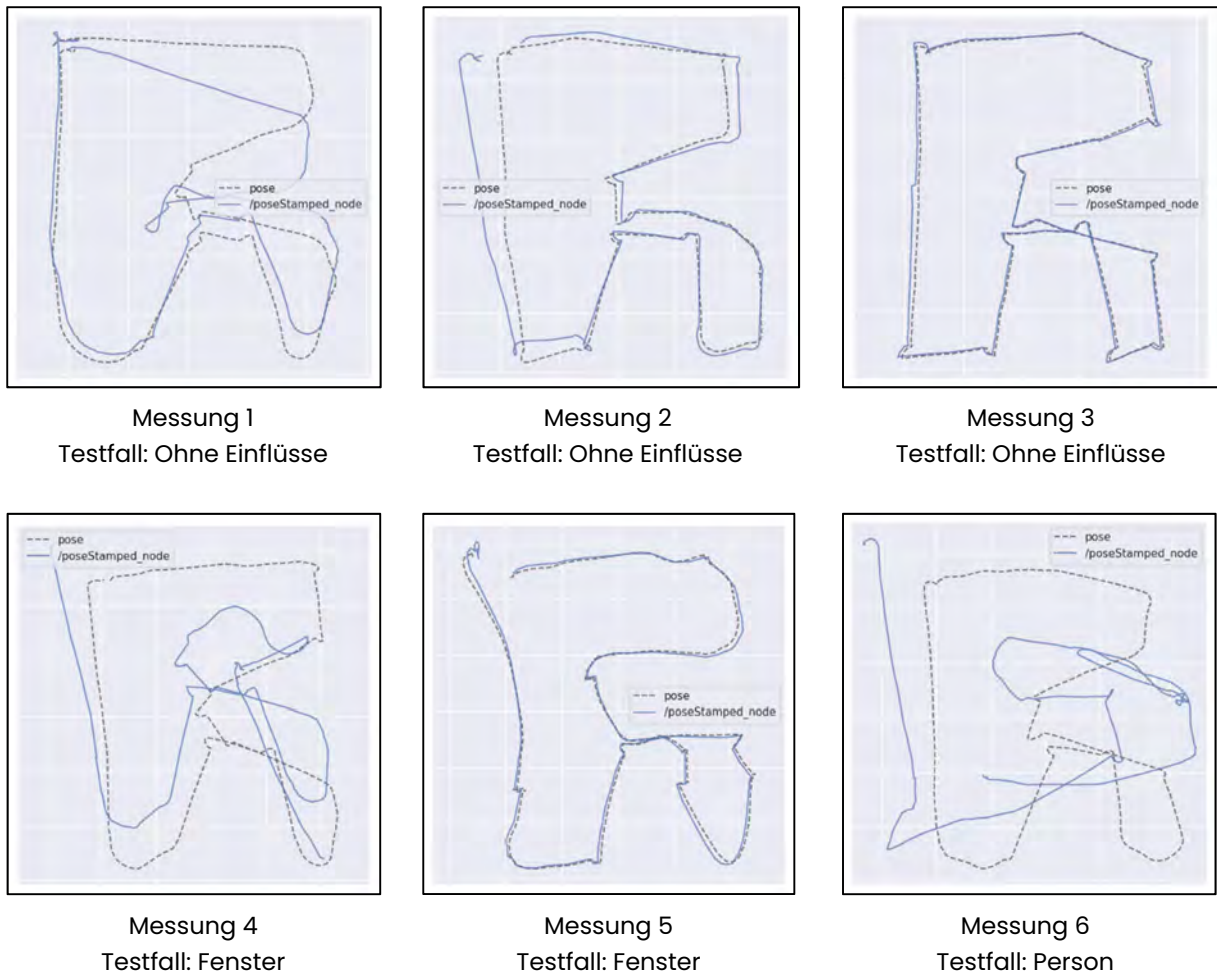 pose
/poseStamped_node
pose
/poseStamped_node
pose
/poseStamped_node
Messung 1
Testfall: Ohne Einflüsse
Messung 2
Testfall: Ohne Einflüsse
Messung 3
Testfall: Ohne Einflüsse
pose
/poseStamped_node
pose
/poseStamped_node
pose
/poseStamped_node
Messung 4
Testfall: Fenster
Messung 5
Testfall: Fenster
Messung 6
Testfall: Person